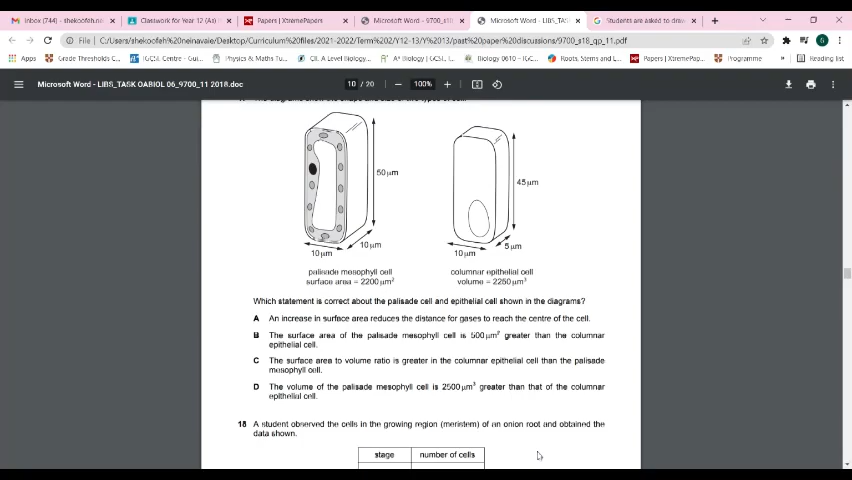 Inbox (744) - shekoofeh.
Classwork for Year 12 (As) B
Papers | XtremePapers
Microsoft Word - 9700_s18_q
Microsoft Word - LIBS_TASK
Students are asked to draw
File | C:/Users/shekoofeh%20neinavaie/Desktop/Curriculum%20files/2021-2022/Term%202/Y12-13/Y%2013/past%20paper%20discussions/9700_s18_qp_11.pdf
Apps Grade Thresholds C... IGCSE Centre - Gui... Physics & Maths Tu... CIE A Level Biology... A* Biology | GCSE, I... Biology 0610 - IGC... Roots, Stems and L... Papers | XtremePap... Programme Reading list
Microsoft Word - LIBS_TASK OABIOL 06_9700_11 2018.doc 10 / 20 − 100% +
50 µm
10 µm
10 µm
45 µm
5 µm
10 µm
palisade mesophyll cell
surface area = 2200 µm²
columnar epithelial cell
volume = 2250 µm³
Which statement is correct about the palisade cell and epithelial cell shown in the diagrams?
A An increase in surface area reduces the distance for gases to reach the centre of the cell.
B The surface area of the palisade mesophyll cell is 500 µm² greater than the columnar
epithelial cell.
C The surface area to volume ratio is greater in the columnar epithelial cell than the palisade
mesophyll cell.
D The volume of the palisade mesophyll cell is 2500 µm³ greater than that of the columnar
epithelial cell.
18 A student observed the cells in the growing region (meristem) of an onion root and obtained the
data shown.
stage number of cells